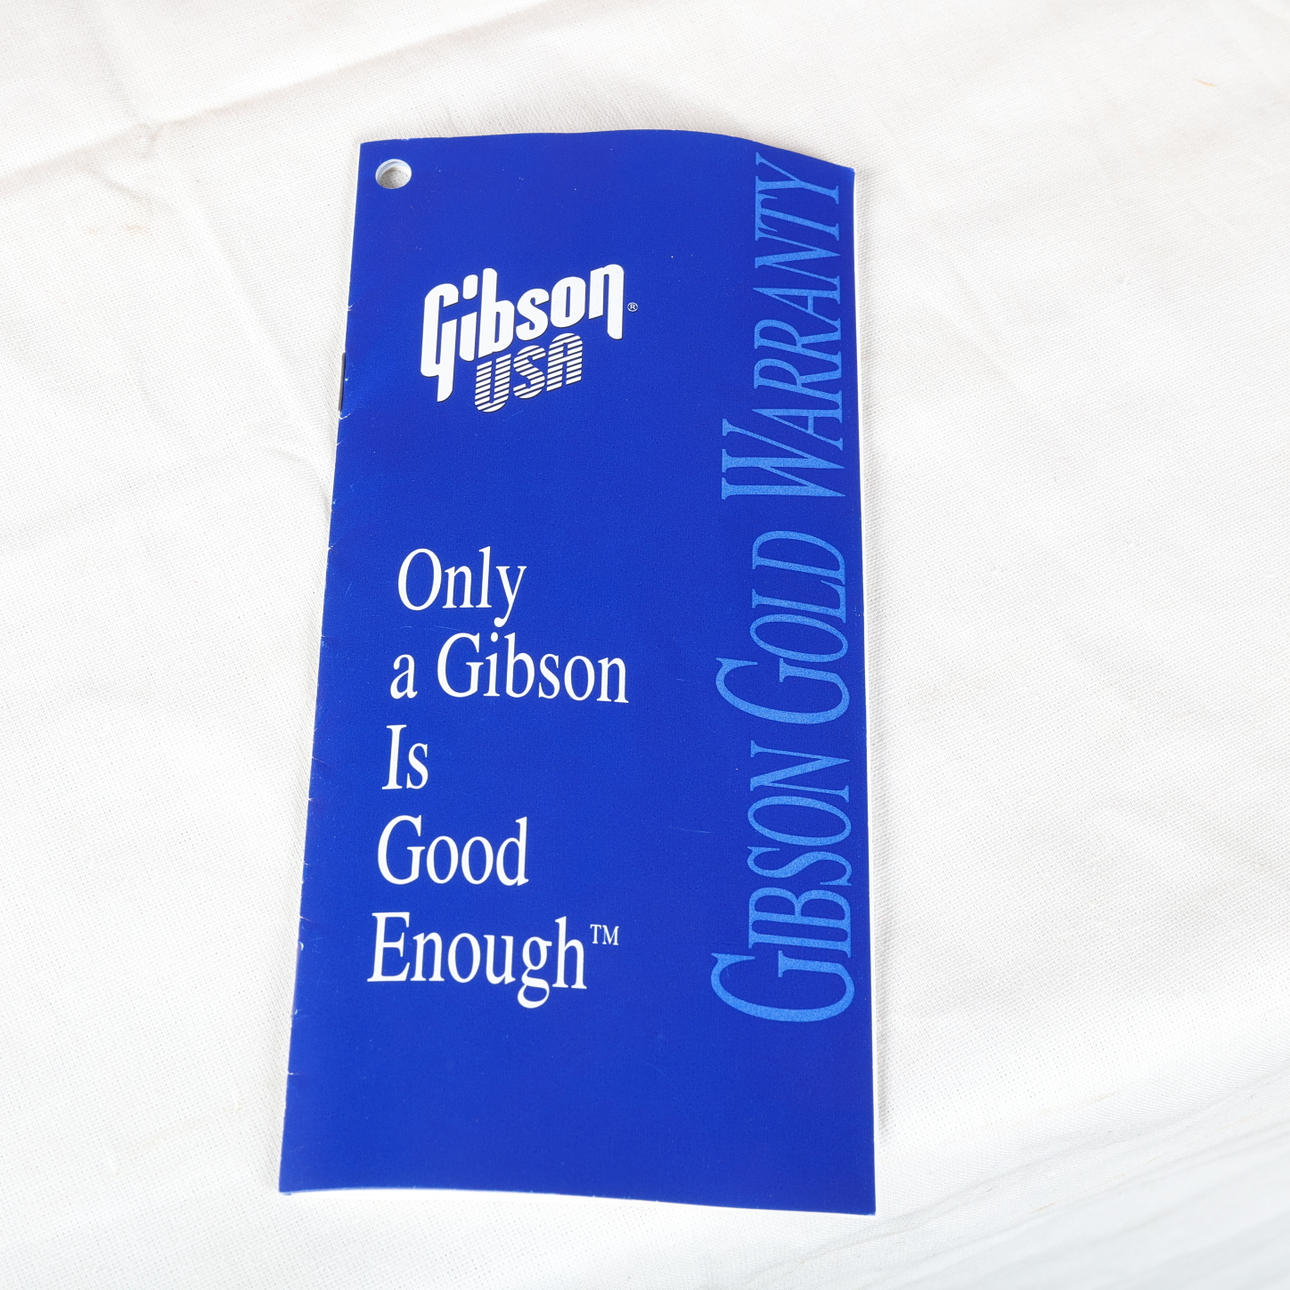 Gibson®
USA
Only
a Gibson
Is
Good
Enough™
GIBSON GOLD WARRANTY